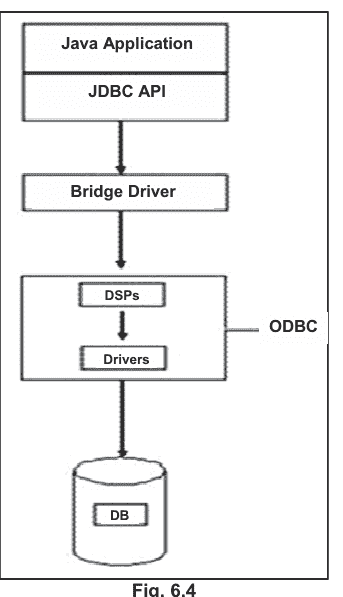 Java Application
JDBC API
Bridge Driver
DSPs
ODBC
Drivers
DB
Fig. 6.4